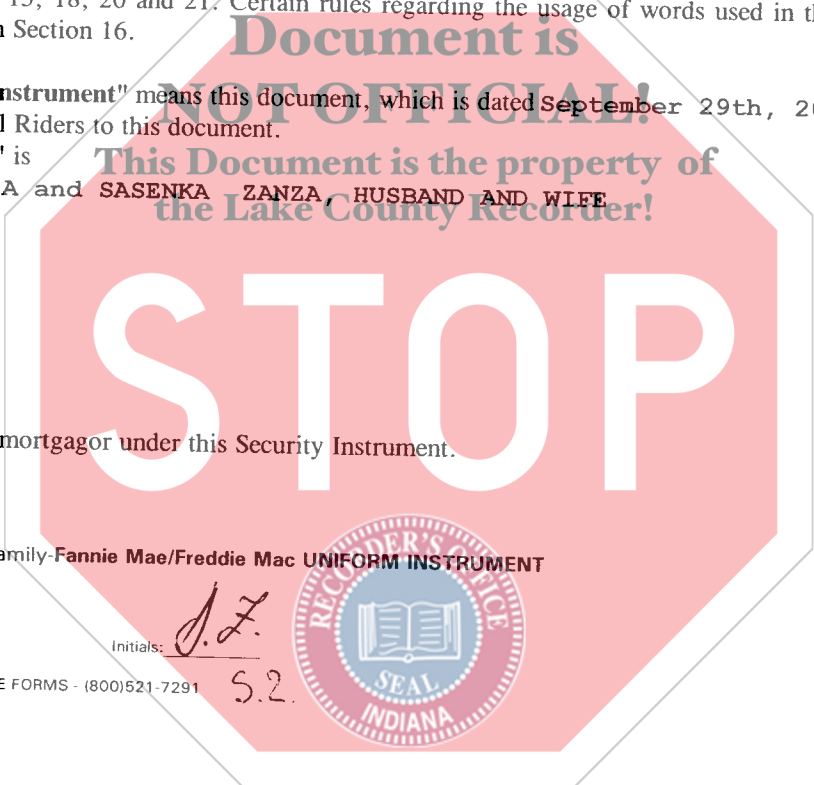 15, 18, 20 and 21. Certain rules regarding the usage of words used in th
Section 16.
Document is
NOT OFFICIAL!
nstrument" means this document, which is dated September 29th, 20
l Riders to this document.
" is
This Document is the property of
A and SASENKA ZANZA, HUSBAND AND WIFE
the Lake County Recorder!
STOP
mortgagor under this Security Instrument.
amily-Fannie Mae/Freddie Mac UNIFORM INSTRUMENT
RECORDER'S OFFICE
SEAL
INDIANA
Initials: J.Z.
E FORMS - (800)521-7291
S.Z.